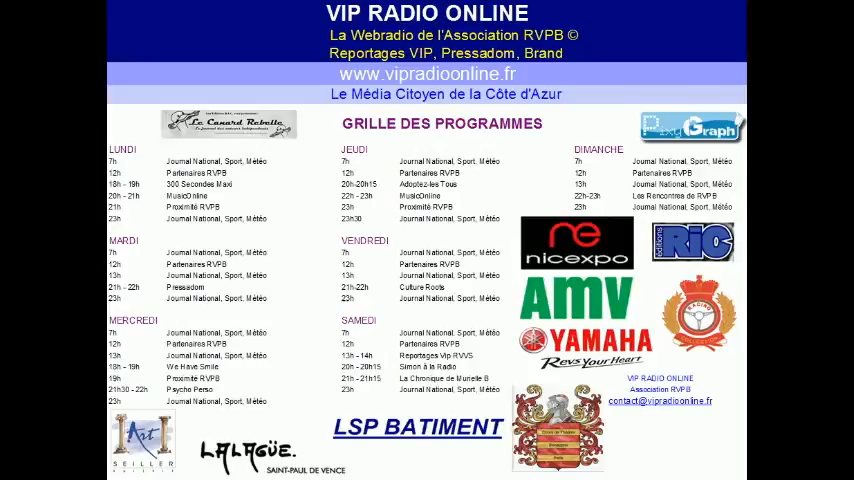 VIP RADIO ONLINE
La Webradio de l'Association RVPB ©
Reportages VIP, Pressadom, Brand
www.vipradioonline.fr
Le Média Citoyen de la Côte d'Azur
Le Canard Rebelle
GRILLE DES PROGRAMMES
PixyGraph
LUNDI
7h Journal National, Sport, Météo
12h Partenaires RVPB
18h - 19h 300 Secondes Maxi
20h - 21h MusicOnline
21h Proximité RVPB
23h Journal National, Sport, Météo
MARDI
7h Journal National, Sport, Météo
12h Partenaires RVPB
13h Journal National, Sport, Météo
21h - 22h Pressadom
23h Journal National, Sport, Météo
MERCREDI
7h Journal National, Sport, Météo
12h Partenaires RVPB
13h Journal National, Sport, Météo
18h - 19h We Have Smile
19h Proximité RVPB
21h30 - 22h Psycho Perso
23h Journal National, Sport, Météo
JEUDI
7h Journal National, Sport, Météo
12h Partenaires RVPB
20h-20h15 Adoptez-les Tous
22h - 23h MusicOnline
23h Proximité RVPB
23h30 Journal National, Sport, Météo
VENDREDI
7h Journal National, Sport, Météo
12h Partenaires RVPB
13h Journal National, Sport, Météo
21h-22h Culture Roots
23h Journal National, Sport, Météo
SAMEDI
7h Journal National, Sport, Météo
12h Partenaires RVPB
13h - 14h Reportages Vip RVVS
20h - 20h15 Simon à la Radio
21h - 21h15 La Chronique de Murielle B
23h Journal National, Sport, Météo
DIMANCHE
7h Journal National, Sport, Météo
12h Partenaires RVPB
13h Journal National, Sport, Météo
22h-23h Les Rencontres de RVPB
23h Journal National, Sport, Météo
nicexpo
éditions RIC
AMV
RACING
YAMAHA
Revs Your Heart
VIP RADIO ONLINE
Association RVPB
contact@vipradioonline.fr
Art
SEILLER
LALAGÜE.
SAINT-PAUL DE VENCE
LSP BATIMENT